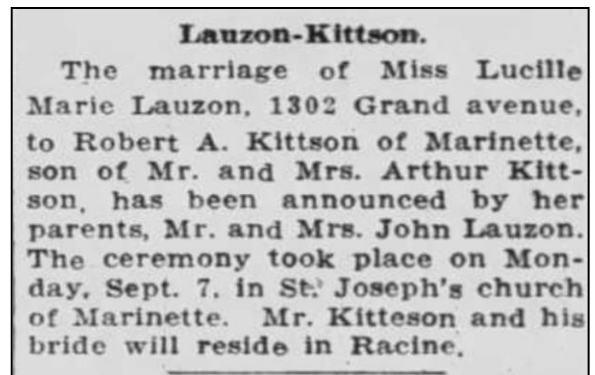 Lauzon-Kittson.
The marriage of Miss Lucille
Marie Lauzon, 1302 Grand avenue,
to Robert A. Kittson of Marinette,
son of Mr. and Mrs. Arthur Kitt-
son, has been announced by her
parents, Mr. and Mrs. John Lauzon.
The ceremony took place on Mon-
day, Sept. 7, in St. Joseph's church
of Marinette. Mr. Kitteson and his
bride will reside in Racine.